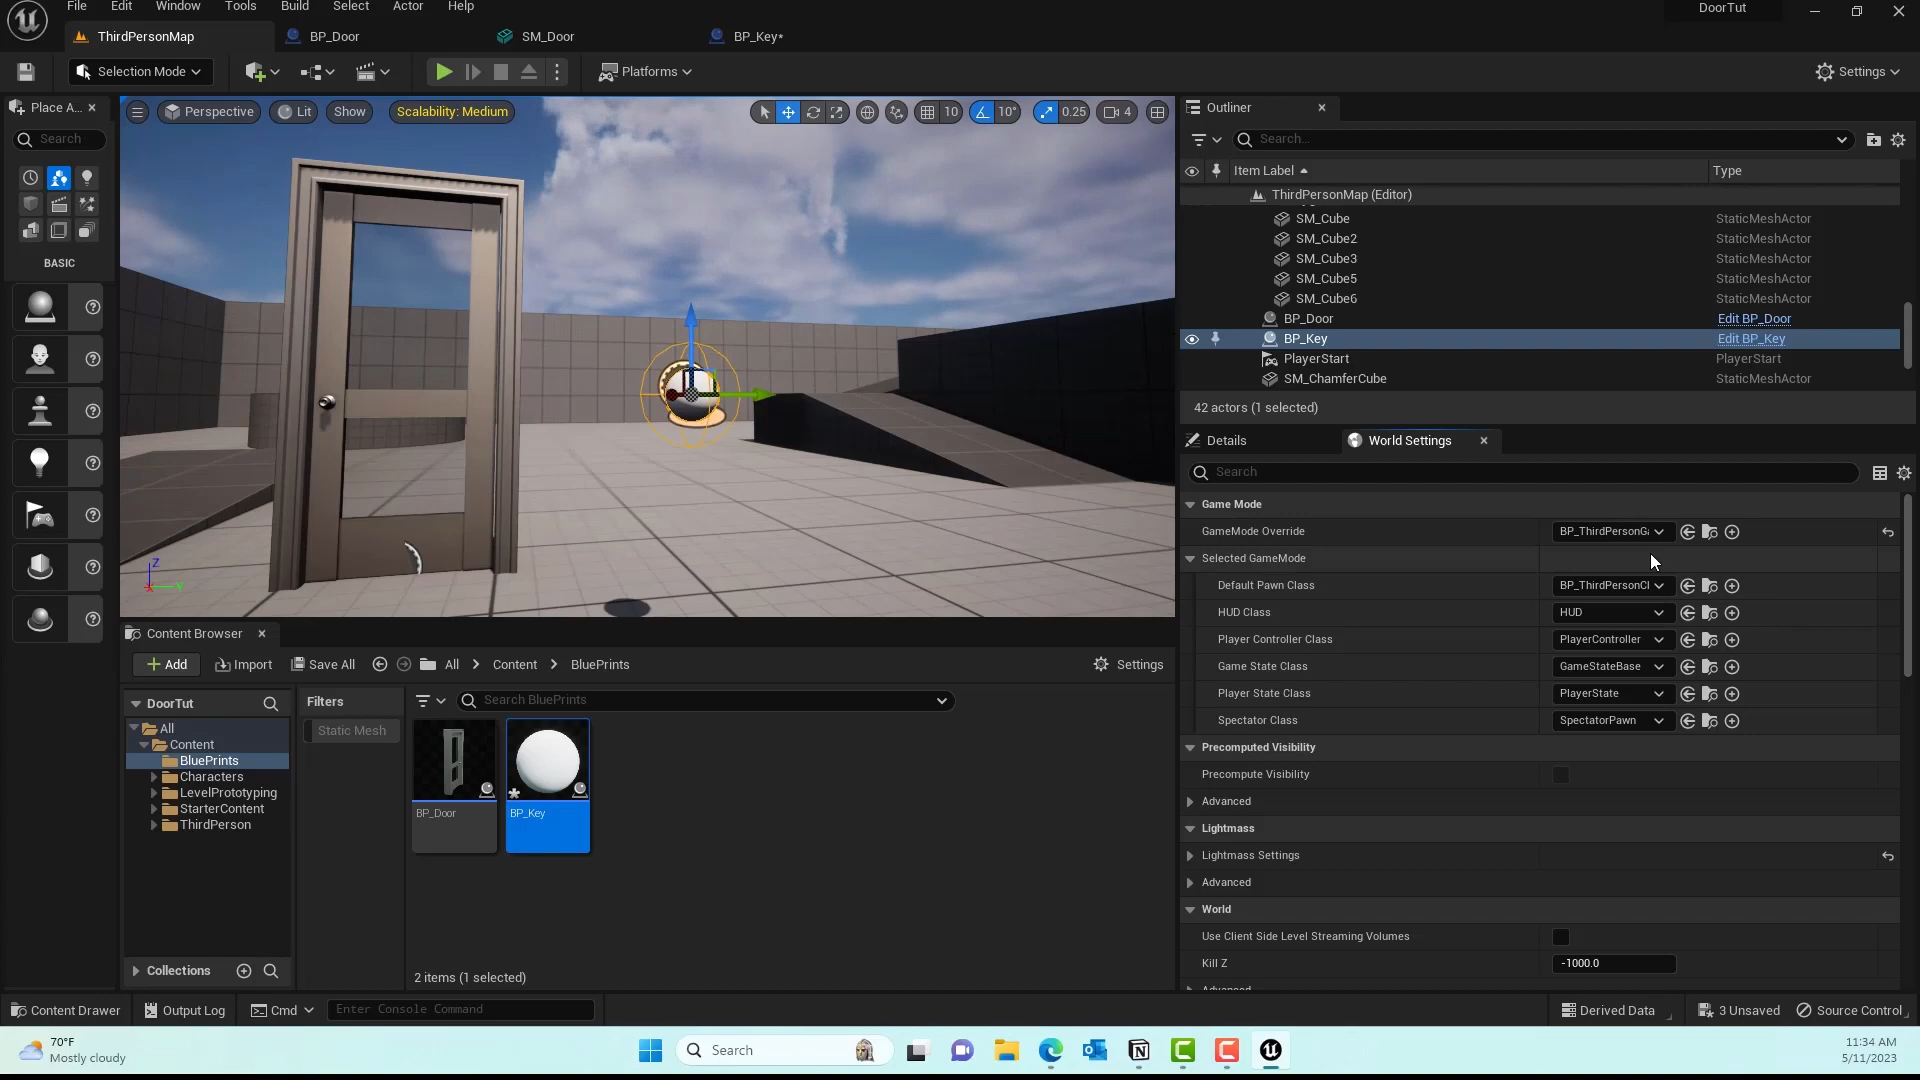 File Edit Window Tools Build Select Actor Help
DoorTut
ThirdPersonMap
BP_Door
SM_Door
BP_Key*
Selection Mode
Platforms
Settings
Place A...
Search
BASIC
Perspective
Lit
Show
Scalability: Medium
10
10°
0.25
4
Z
Y
Outliner
Search...
Item Label
Type
ThirdPersonMap (Editor)
SM_Cube StaticMeshActor
SM_Cube2 StaticMeshActor
SM_Cube3 StaticMeshActor
SM_Cube5 StaticMeshActor
SM_Cube6 StaticMeshActor
BP_Door Edit BP_Door
BP_Key Edit BP_Key
PlayerStart PlayerStart
SM_ChamferCube StaticMeshActor
42 actors (1 selected)
Details
World Settings
Search
Game Mode
GameMode Override BP_ThirdPersonGa
Selected GameMode
Default Pawn Class BP_ThirdPersonCl
HUD Class HUD
Player Controller Class PlayerController
Game State Class GameStateBase
Player State Class PlayerState
Spectator Class SpectatorPawn
Precomputed Visibility
Precompute Visibility
Advanced
Lightmass
Lightmass Settings
Advanced
World
Use Client Side Level Streaming Volumes
Kill Z -1000.0
Advanced
Content Browser
Add
Import
Save All
All
Content
BluePrints
Settings
DoorTut
All
Content
BluePrints
Characters
LevelPrototyping
StarterContent
ThirdPerson
Collections
Filters
Static Mesh
Search BluePrints
BP_Door
BP_Key
2 items (1 selected)
Content Drawer
Output Log
Cmd
Enter Console Command
Derived Data
3 Unsaved
Source Control
70°F
Mostly cloudy
Search
11:34 AM
5/11/2023